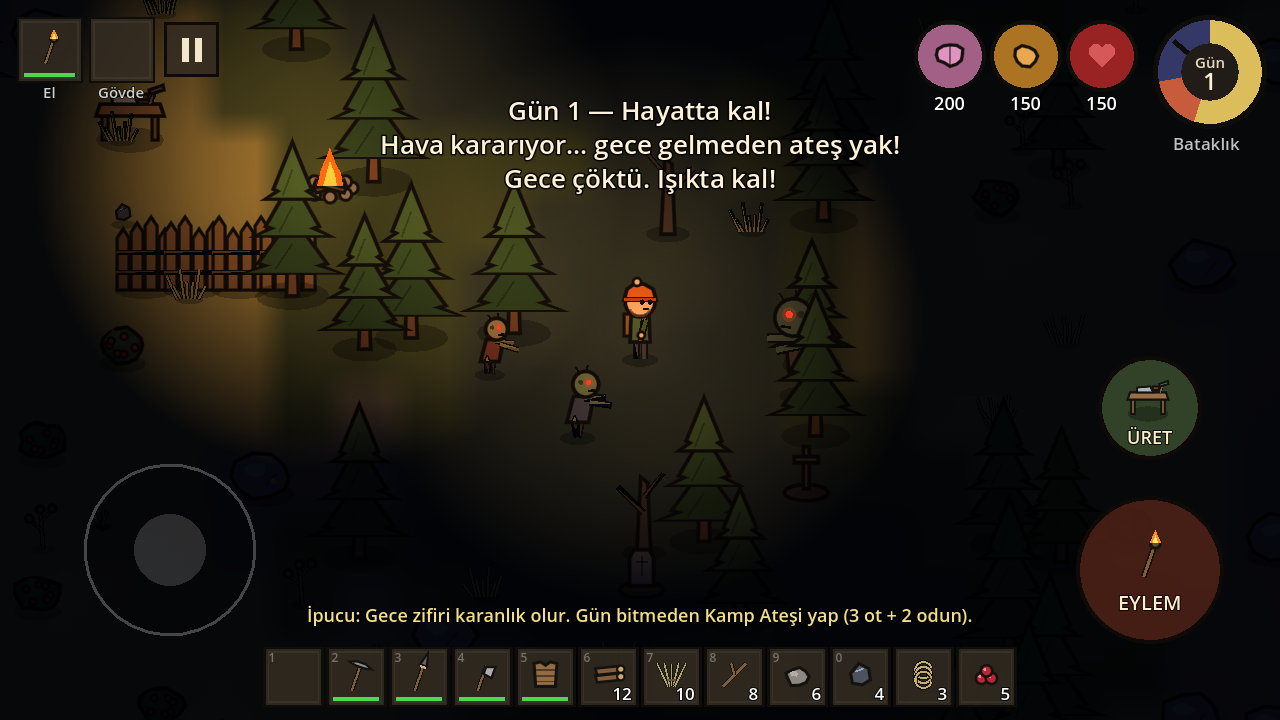 El
Gövde
200
150
150
Gün
1
Bataklık
Gün 1 — Hayatta kal!
Hava kararıyor... gece gelmeden ateş yak!
Gece çöktü. Işıkta kal!
ÜRET
EYLEM
İpucu: Gece zifiri karanlık olur. Gün bitmeden Kamp Ateşi yap (3 ot + 2 odun).
1 2 3 4 5 6 7 8 9 0
12 10 8 6 4 3 5